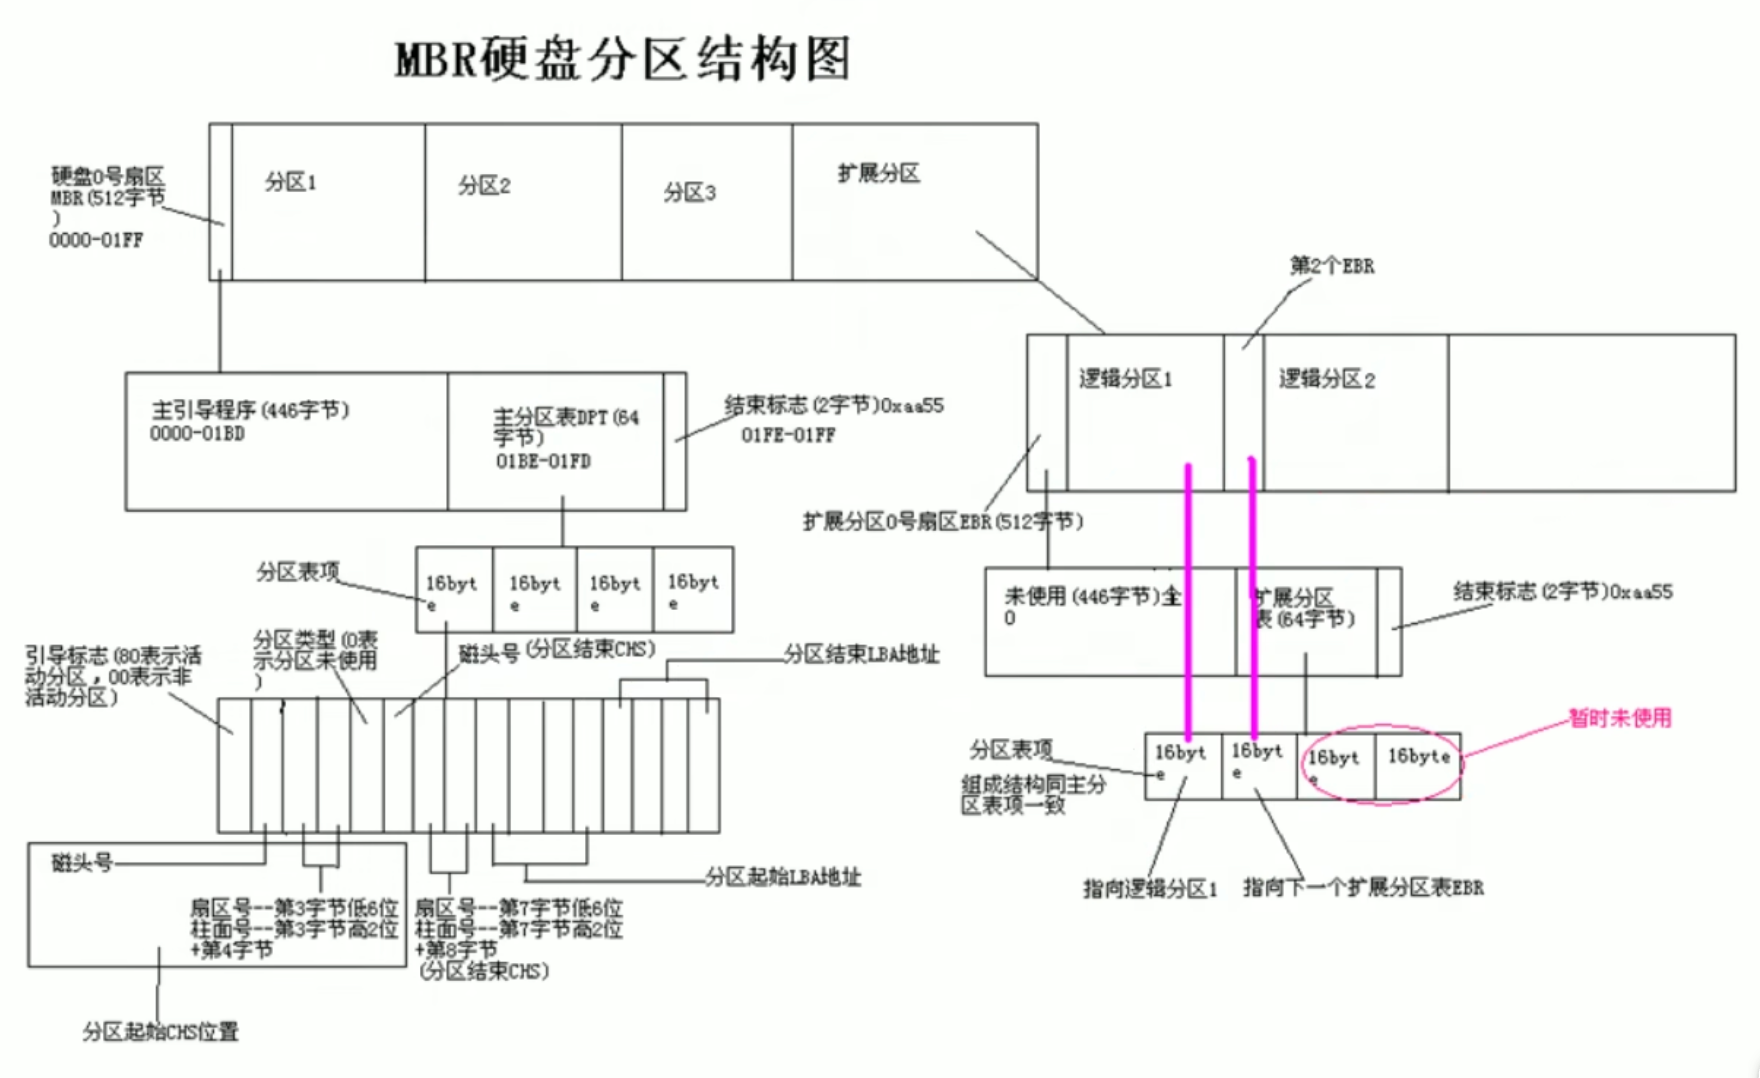 MBR硬盘分区结构图
硬盘0号扇区
MBR(512字节
)
0000-01FF
分区1
分区2
分区3
扩展分区
第2个EBR
逻辑分区1
逻辑分区2
主引导程序(446字节)
0000-01BD
主分区表DPT(64
字节)
01BE-01FD
结束标志(2字节)0xaa55
01FE-01FF
扩展分区0号扇区EBR(512字节)
分区表项
16byt
e
16byt
e
16byt
e
16byt
e
未使用(446字节)全
0
扩展分区
表(64字节)
结束标志(2字节)0xaa55
引导标志(80表示活
动分区，00表示非
活动分区)
分区类型(0表
示分区未使用
)
磁头号(分区结束CHS)
分区结束LBA地址
暂时未使用
分区表项
组成结构同主分
区表项一致
16byt
e
16byt
e
16byt
e
16byte
磁头号
分区起始LBA地址
指向逻辑分区1
指向下一个扩展分区表EBR
扇区号--第3字节低6位
柱面号--第3字节高2位
+第4字节
扇区号--第7字节低6位
柱面号--第7字节高2位
+第8字节
(分区结束CHS)
分区起始CHS位置